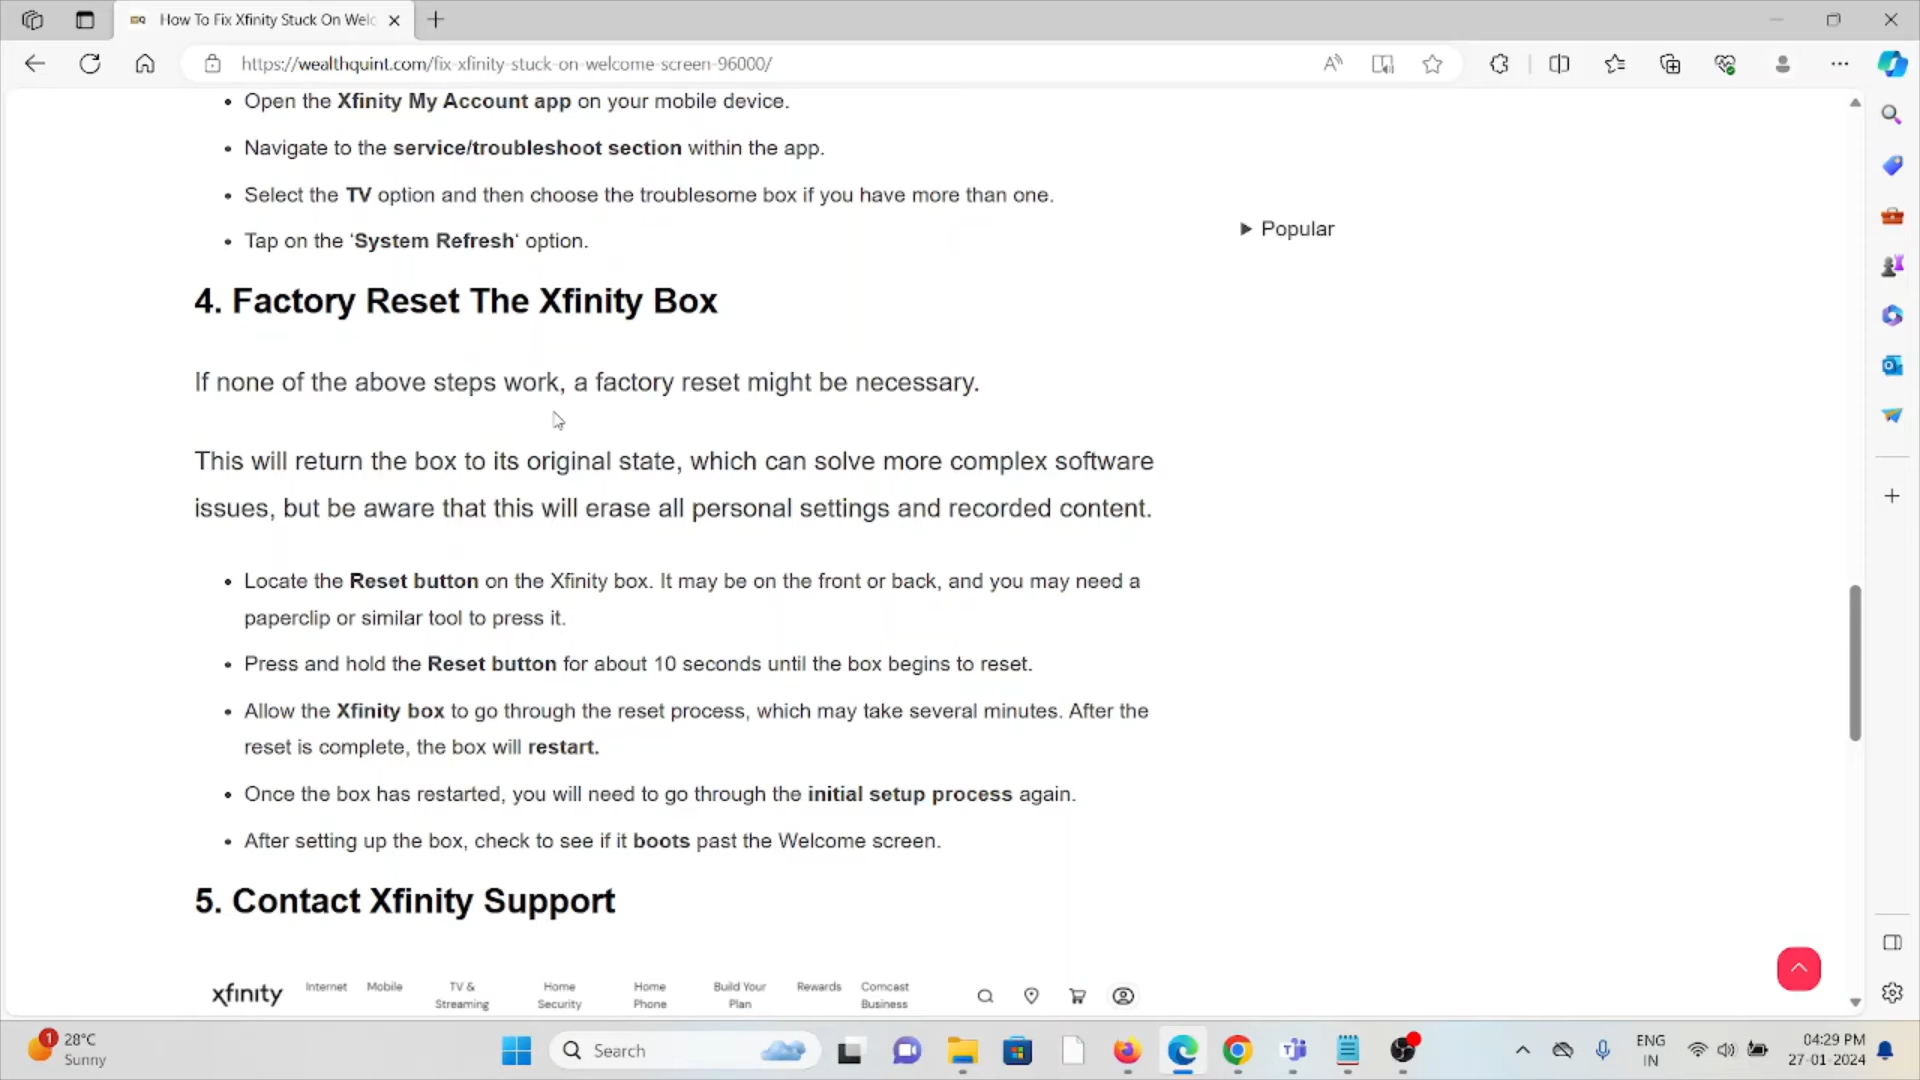 How To Fix Xfinity Stuck On Welc
https://wealthquint.com/fix-xfinity-stuck-on-welcome-screen-96000/
• Open the Xfinity My Account app on your mobile device.
• Navigate to the service/troubleshoot section within the app.
• Select the TV option and then choose the troublesome box if you have more than one.
• Tap on the ‘System Refresh‘ option.
▶ Popular
4. Factory Reset The Xfinity Box
If none of the above steps work, a factory reset might be necessary.
This will return the box to its original state, which can solve more complex software
issues, but be aware that this will erase all personal settings and recorded content.
• Locate the Reset button on the Xfinity box. It may be on the front or back, and you may need a
paperclip or similar tool to press it.
• Press and hold the Reset button for about 10 seconds until the box begins to reset.
• Allow the Xfinity box to go through the reset process, which may take several minutes. After the
reset is complete, the box will restart.
• Once the box has restarted, you will need to go through the initial setup process again.
• After setting up the box, check to see if it boots past the Welcome screen.
5. Contact Xfinity Support
xfinity Internet Mobile TV & Streaming Home Security Home Phone Build Your Plan Rewards Comcast Business
1 28°C
Sunny
Search
ENG
IN
04:29 PM
27-01-2024